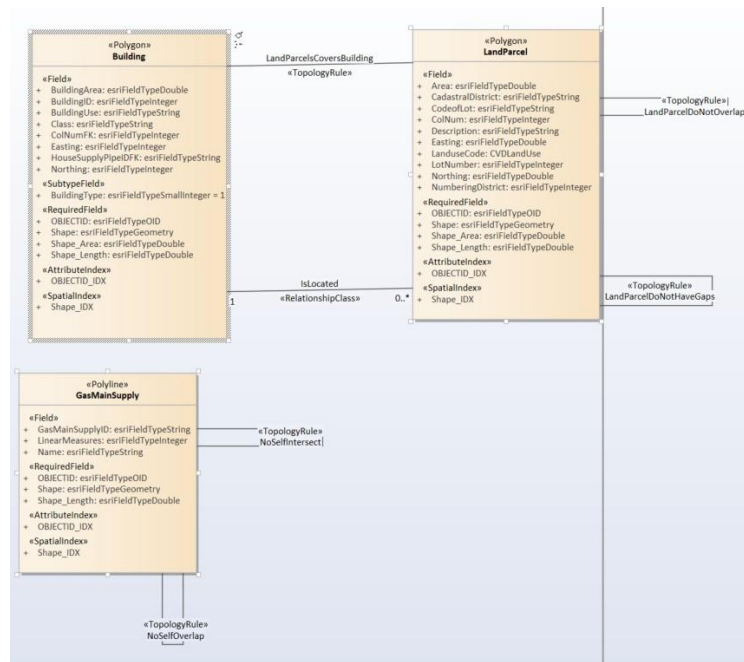 «Polygon»
Building
«Field»
+ BuildingArea: esriFieldTypeDouble
+ BuildingID: esriFieldTypeInteger
+ BuildingUse: esriFieldTypeString
+ Class: esriFieldTypeString
+ ColNumFK: esriFieldTypeInteger
+ Easting: esriFieldTypeInteger
+ HouseSupplyPipeIDFK: esriFieldTypeString
+ Northing: esriFieldTypeInteger
«SubtypeField»
+ BuildingType: esriFieldTypeSmallInteger = 1
«RequiredField»
+ OBJECTID: esriFieldTypeOID
+ Shape: esriFieldTypeGeometry
+ Shape_Area: esriFieldTypeDouble
+ Shape_Length: esriFieldTypeDouble
«AttributeIndex»
+ OBJECTID_IDX
«SpatialIndex»
+ Shape_IDX
LandParcelsCoversBuilding
«TopologyRule»
IsLocated
1
«RelationshipClass»
0..*
«Polygon»
LandParcel
«Field»
+ Area: esriFieldTypeDouble
+ CadastralDistrict: esriFieldTypeString
+ CodeofLot: esriFieldTypeString
+ ColNum: esriFieldTypeInteger
+ Description: esriFieldTypeString
+ Easting: esriFieldTypeDouble
+ LanduseCode: CVDLandUse
+ LotNumber: esriFieldTypeInteger
+ Northing: esriFieldTypeDouble
+ NumberingDistrict: esriFieldTypeInteger
«RequiredField»
+ OBJECTID: esriFieldTypeOID
+ Shape: esriFieldTypeGeometry
+ Shape_Area: esriFieldTypeDouble
+ Shape_Length: esriFieldTypeDouble
«AttributeIndex»
+ OBJECTID_IDX
«SpatialIndex»
+ Shape_IDX
«TopologyRule»
LandParcelDoNotOverlap
«TopologyRule»
LandParcelDoNotHaveGaps
«Polyline»
GasMainSupply
«Field»
+ GasMainSupplyID: esriFieldTypeString
+ LinearMeasures: esriFieldTypeInteger
+ Name: esriFieldTypeString
«RequiredField»
+ OBJECTID: esriFieldTypeOID
+ Shape: esriFieldTypeGeometry
+ Shape_Length: esriFieldTypeDouble
«AttributeIndex»
+ OBJECTID_IDX
«SpatialIndex»
+ Shape_IDX
«TopologyRule»
NoSelfIntersect
«TopologyRule»
NoSelfOverlap